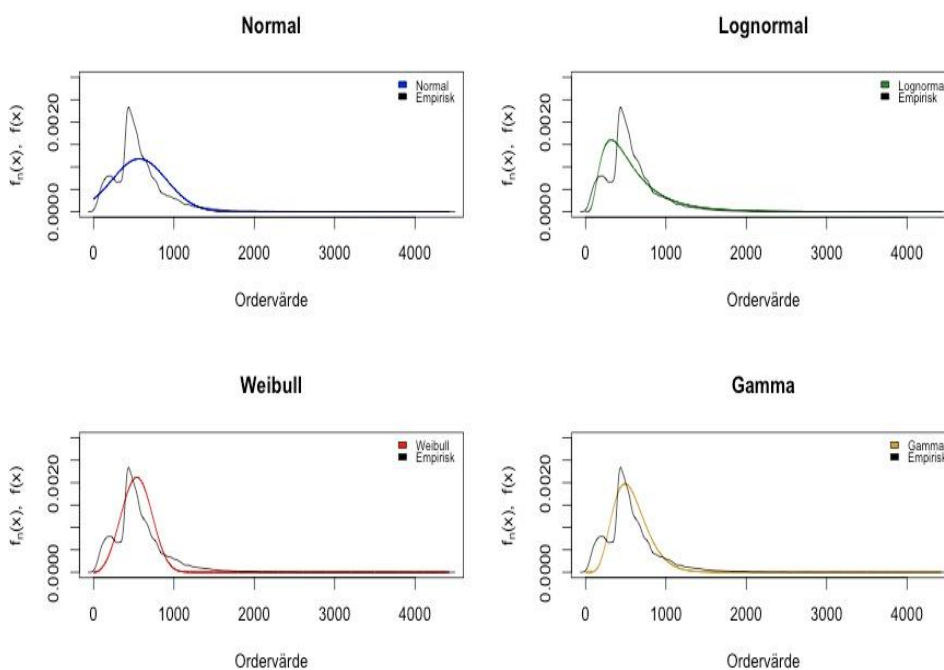 Normal
fn(x), f(x)
0.0000 0.0020
Normal
Empirisk
0 1000 2000 3000 4000
Ordervärde
Lognormal
fn(x), f(x)
0.0000 0.0020
Lognorma
Empirisk
0 1000 2000 3000 4000
Ordervärde
Weibull
fn(x), f(x)
0.0000 0.0020
Weibull
Empirisk
0 1000 2000 3000 4000
Ordervärde
Gamma
fn(x), f(x)
0.0000 0.0020
Gamma
Empirisk
0 1000 2000 3000 4000
Ordervärde